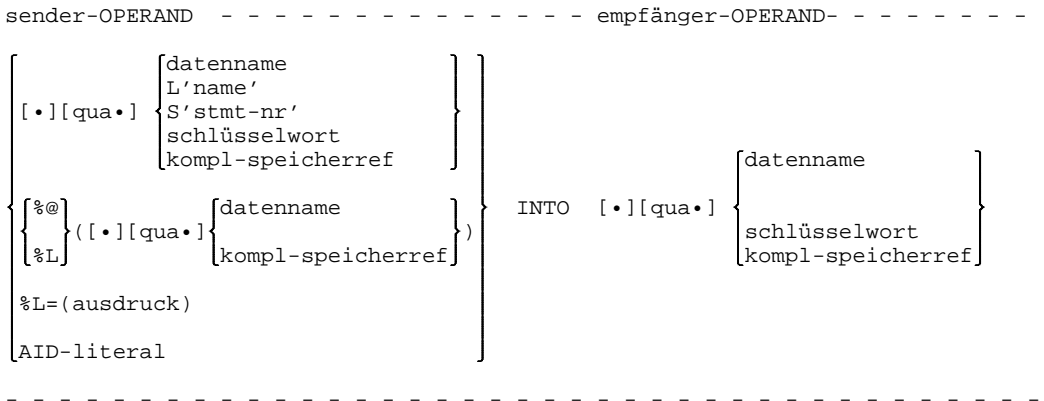 sender-OPERAND - - - - - - - - - - - - - - - empfänger-OPERAND- - - - - - - -
datenname
L'name'
[•][qua•] S'stmt-nr'
schlüsselwort
kompl-speicherref datenname
%@ datenname INTO [•][qua•]
([•][qua•] )
%L kompl-speicherref schlüsselwort
kompl-speicherref
%L=(ausdruck)
AID-literal
- - - - - - - - - - - - - - - - - - - - - - - - - - - - - - - - - - - - - - -